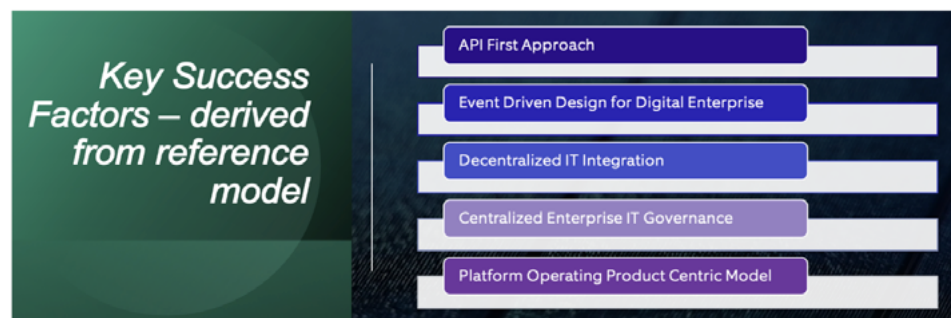 Key Success
Factors – derived
from reference
model
API First Approach
Event Driven Design for Digital Enterprise
Decentralized IT Integration
Centralized Enterprise IT Governance
Platform Operating Product Centric Model